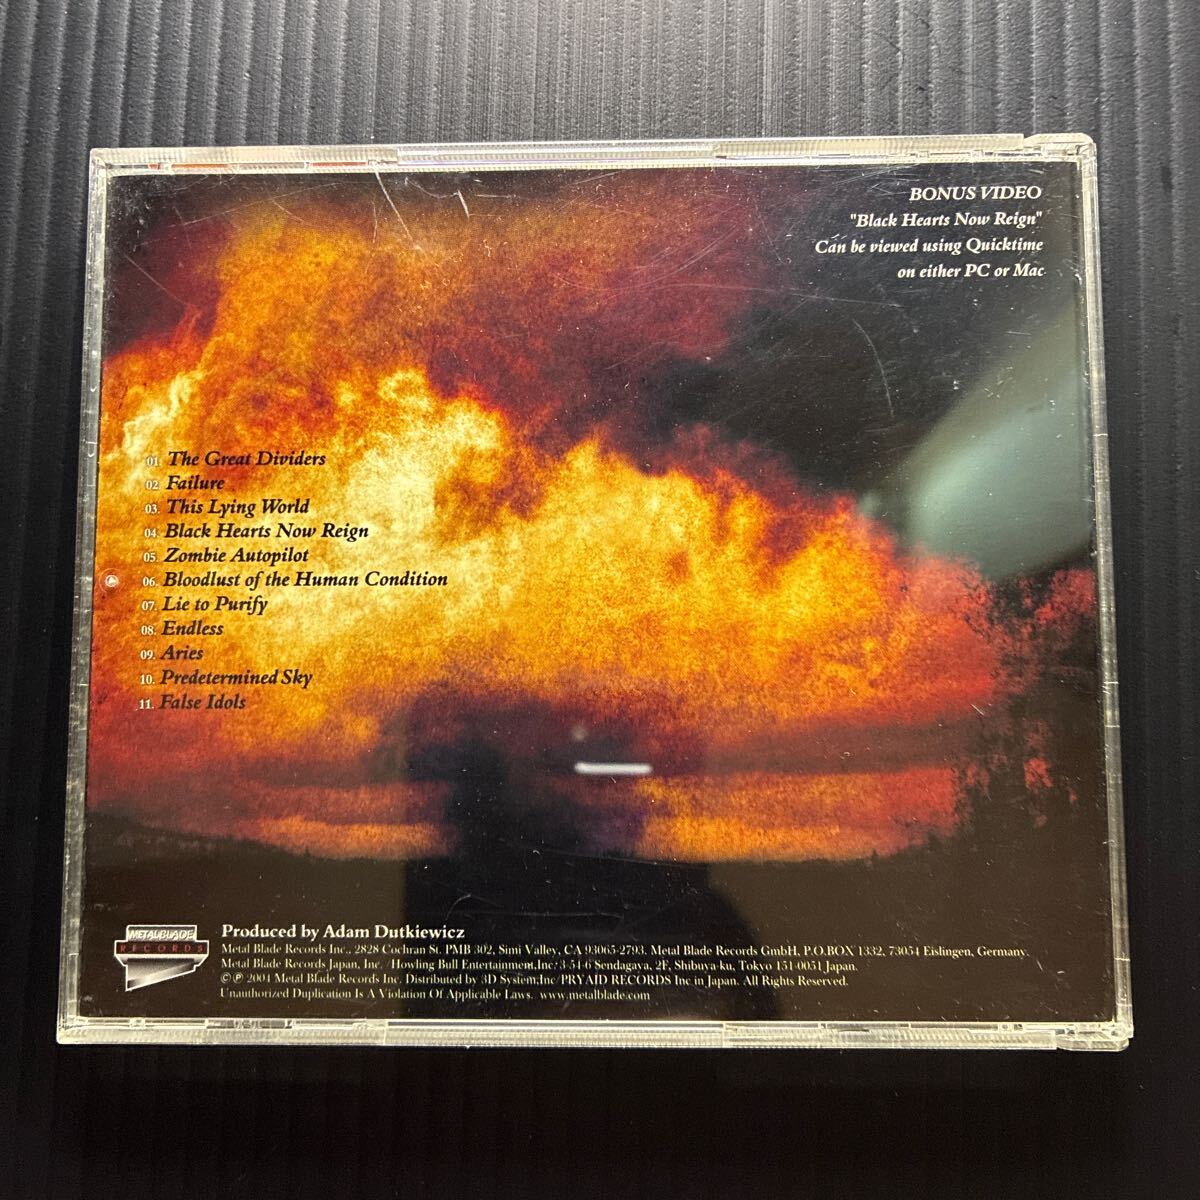 BONUS VIDEO
"Black Hearts Now Reign"
Can be viewed using Quicktime
on either PC or Mac
01. The Great Dividers
02. Failure
03. This Lying World
04. Black Hearts Now Reign
05. Zombie Autopilot
06. Bloodlust of the Human Condition
07. Lie to Purify
08. Endless
09. Aries
10. Predetermined Sky
11. False Idols
METAL BLADE
RECORDS
Produced by Adam Dutkiewicz
Metal Blade Records Inc., 2828 Cochran St. PMB 302, Simi Valley, CA 93065-2793. Metal Blade Records GmbH, P.O.BOX 1332, 73054 Eislingen, Germany.
Metal Blade Records Japan, Inc. /Howling Bull Entertainment,Inc/ 3-51-6 Sendagaya, 2F, Shibuya-ku, Tokyo 151-0051 Japan.
© ℗ 2004 Metal Blade Records Inc. Distributed by 3D System,Inc/PRYAID RECORDS Inc in Japan. All Rights Reserved.
Unauthorized Duplication Is A Violation Of Applicable Laws. www.metalblade.com